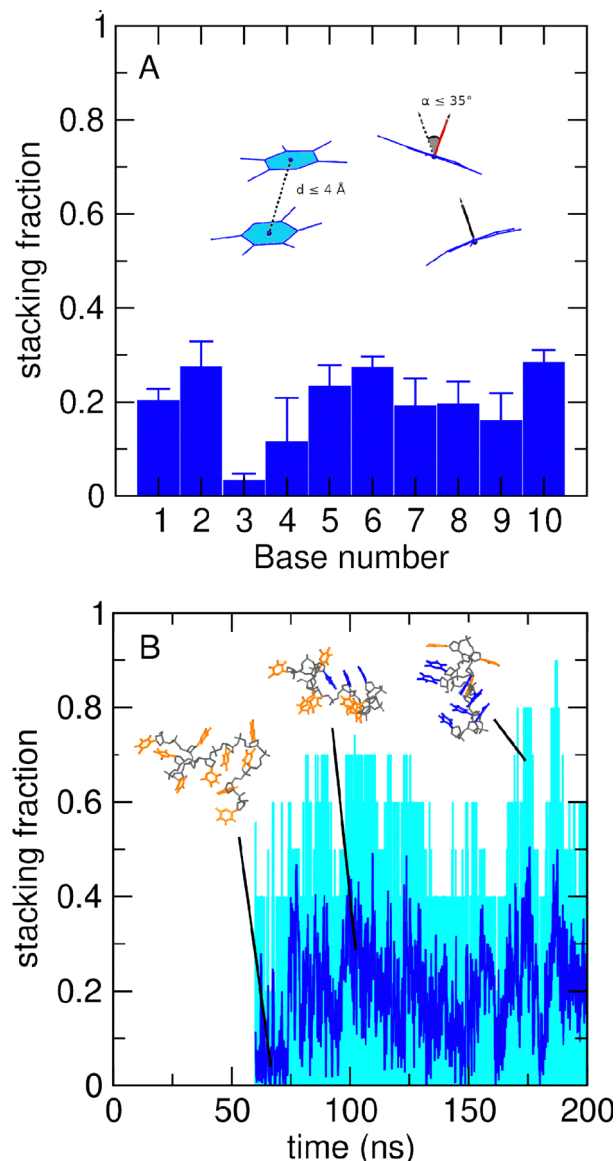 1
A
α ≤ 35°
0.8
d ≤ 4 Å
0.6
stacking fraction
0.4
0.2
0
1 2 3 4 5 6 7 8 9 10
Base number
1
B
0.8
0.6
stacking fraction
0.4
0.2
0
0 50 100 150 200
time (ns)